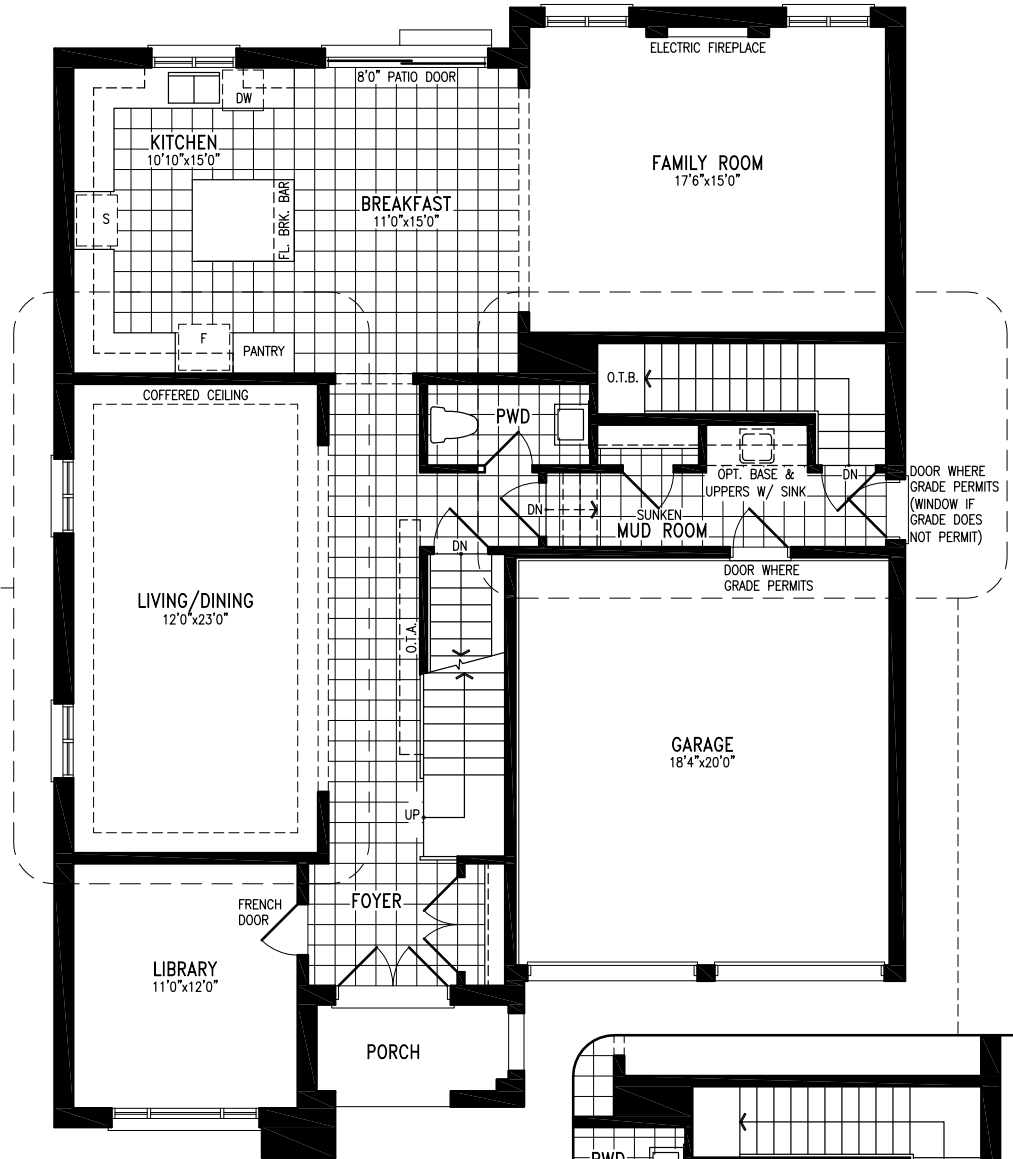 ELECTRIC FIREPLACE
8'0" PATIO DOOR
DW
KITCHEN
10'10"x15'0"
FAMILY ROOM
17'6"x15'0"
BREAKFAST
11'0"x15'0"
S
FL. BRK. BAR
F
PANTRY
COFFERED CEILING
O.T.B.
PWD
OPT. BASE &
UPPERS W/ SINK
DN
DOOR WHERE
GRADE PERMITS
(WINDOW IF
GRADE DOES
NOT PERMIT)
DN
SUNKEN
MUD ROOM
DN
DOOR WHERE
GRADE PERMITS
LIVING/DINING
12'0"x23'0"
O.T.A.
GARAGE
18'4"x20'0"
UP
FOYER
FRENCH
DOOR
LIBRARY
11'0"x12'0"
PORCH
PWD